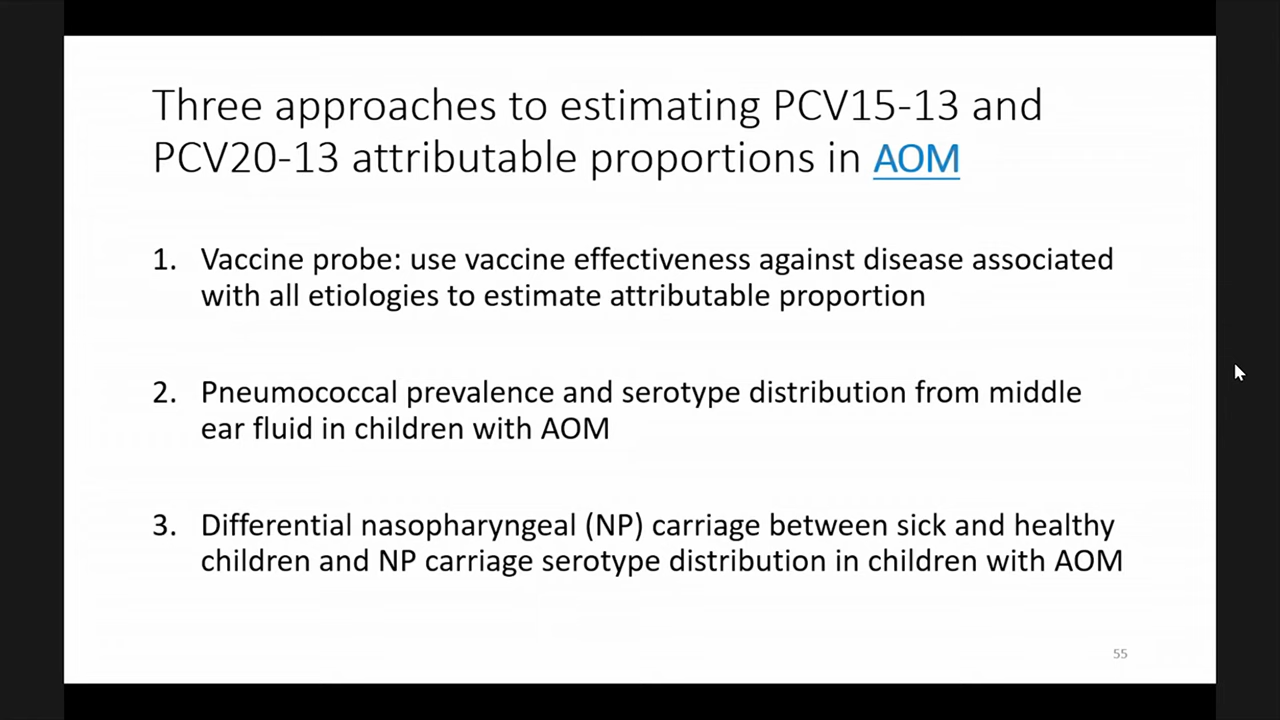 Three approaches to estimating PCV15-13 and
PCV20-13 attributable proportions in AOM
1. Vaccine probe: use vaccine effectiveness against disease associated
with all etiologies to estimate attributable proportion
2. Pneumococcal prevalence and serotype distribution from middle
ear fluid in children with AOM
3. Differential nasopharyngeal (NP) carriage between sick and healthy
children and NP carriage serotype distribution in children with AOM
55